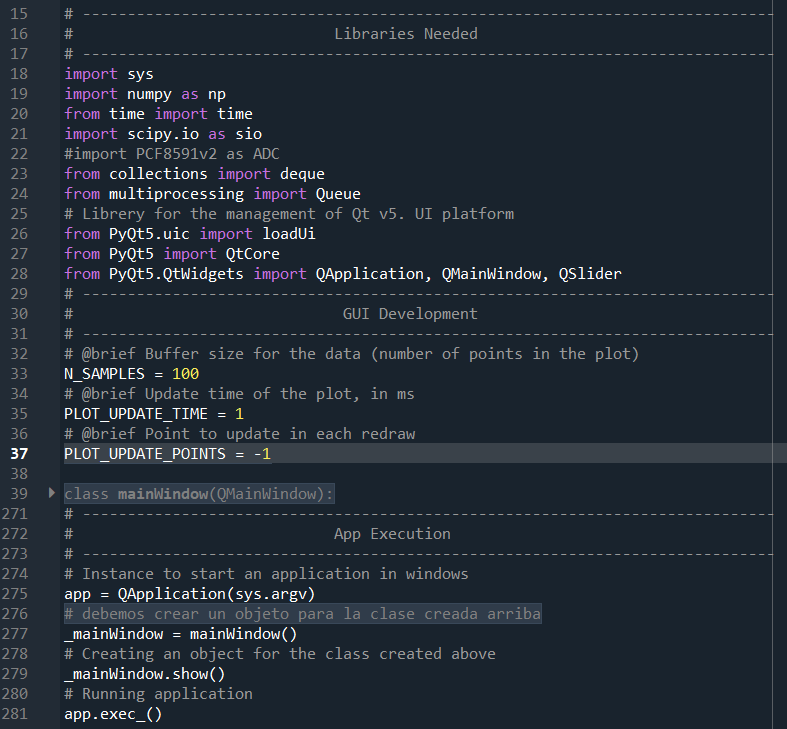 15 # -----------------------------------------------------------------------------
16 # Libraries Needed
17 # -----------------------------------------------------------------------------
18 import sys
19 import numpy as np
20 from time import time
21 import scipy.io as sio
22 #import PCF8591v2 as ADC
23 from collections import deque
24 from multiprocessing import Queue
25 # Librery for the management of Qt v5. UI platform
26 from PyQt5.uic import loadUi
27 from PyQt5 import QtCore
28 from PyQt5.QtWidgets import QApplication, QMainWindow, QSlider
29 # -----------------------------------------------------------------------------
30 # GUI Development
31 # -----------------------------------------------------------------------------
32 # @brief Buffer size for the data (number of points in the plot)
33 N_SAMPLES = 100
34 # @brief Update time of the plot, in ms
35 PLOT_UPDATE_TIME = 1
36 # @brief Point to update in each redraw
37 PLOT_UPDATE_POINTS = -1
38
39 class mainWindow(QMainWindow):
271 # -----------------------------------------------------------------------------
272 # App Execution
273 # -----------------------------------------------------------------------------
274 # Instance to start an application in windows
275 app = QApplication(sys.argv)
276 # debemos crear un objeto para la clase creada arriba
277 _mainWindow = mainWindow()
278 # Creating an object for the class created above
279 _mainWindow.show()
280 # Running application
281 app.exec_()